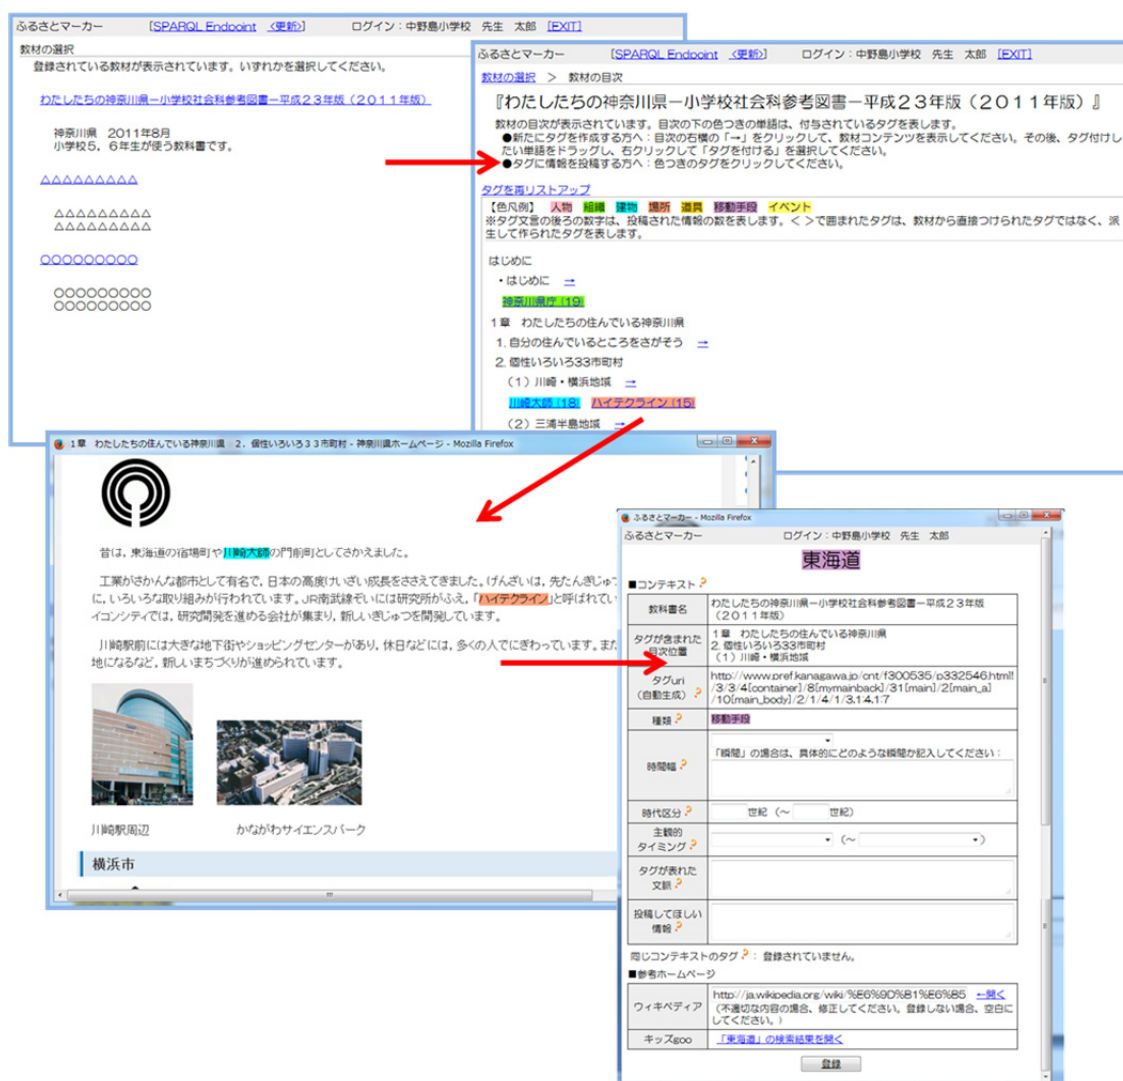 ふるさとマーカー [SPARQL Endpoint <更新>] ログイン：中野島小学校 先生 太郎 [EXIT]
教材の選択
登録されている教材が表示されています。いずれかを選択してください。
わたしたちの神奈川県－小学校社会科参考図書－平成２３年版（２０１１年版）
神奈川県 2011年8月
小学校５，６年生が使う教科書です。
△△△△△△△△△
△△△△△△△△△
△△△△△△△△△
○○○○○○○○○
○○○○○○○○○
○○○○○○○○○
ふるさとマーカー [SPARQL Endpoint <更新>] ログイン：中野島小学校 先生 太郎 [EXIT]
教材の選択 ＞ 教材の目次
『わたしたちの神奈川県－小学校社会科参考図書－平成２３年版（２０１１年版）』
教材の目次が表示されています。目次の下の色つきの単語は、付与されているタグを表します。
●新たにタグを作成する方へ：目次の右横の「→」をクリックして、教材コンテンツを表示してください。その後、タグ付けし
たい単語をドラッグし、右クリックして「タグを付ける」を選択してください。
●タグに情報を投稿する方へ：色つきのタグをクリックしてください。
タグを再リストアップ
【色凡例】 人物 組織 建物 場所 道具 移動手段 イベント
※タグ文言の後ろの数字は、投稿された情報の数を表します。＜ ＞で囲まれたタグは、教材から直接つけられたタグではなく、派
生して作られたタグを表します。
はじめに
・はじめに →
神奈川県庁 (19)
1章 わたしたちの住んでいる神奈川県
1. 自分の住んでいるところをさがそう →
2. 個性いろいろ33市町村
（１）川崎・横浜地域 →
川崎大師 (18) ハイテクライン (15)
（２）三浦半島地域 →
1章 わたしたちの住んでいる神奈川県 2．個性いろいろ３３市町村 - 神奈川県ホームページ - Mozilla Firefox
昔は，東海道の宿場町や川崎大師の門前町としてさかえました。
工業がさかんな都市として有名で，日本の高度けいざい成長をささえてきました。げんざいは，先たんぎじゅつ
に，いろいろな取り組みが行われています。JR南武線ぞいには研究所がふえ，「ハイテクライン」と呼ばれてい
イコンシティでは，研究開発を進める会社が集まり，新しいぎじゅつを開発しています。
川崎駅前には大きな地下街やショッピングセンターがあり，休日などには，多くの人でにぎわっています。また
地になるなど，新しいまちづくりが進められています。
川崎駅周辺 かながわサイエンスパーク
横浜市
ふるさとマーカー - Mozilla Firefox
ふるさとマーカー ログイン：中野島小学校 先生 太郎
東海道
■コンテキスト ?
教科書名 わたしたちの神奈川県－小学校社会科参考図書－平成２３年版
（２０１１年版）
タグが含まれた
目次位置
1章 わたしたちの住んでいる神奈川県
2. 個性いろいろ33市町村
（１）川崎・横浜地域
タグuri
（自動生成） ?
http://www.pref.kanagawa.jp/cnt/f300535/p332546.html!
/3/3/4[container]/8[mymainback]/31[main]/2[main_a]
/10[main_body]/2/1/4/1/3,1:4,1:7
種類 ? 移動手段
時間幅 ?
「瞬間」の場合は、具体的にどのような瞬間か記入してください：
時代区分 ? 世紀（～ 世紀）
主観的
タイミング ? （～ ）
タグが表れた
文脈 ?
投稿してほしい
情報 ?
同じコンテキストのタグ ? ： 登録されていません。
■参考ホームページ
ウィキペディア http://ja.wikipedia.org/wiki/%E6%9D%B1%E6%B5 ←開く
（不適切な内容の場合、修正してください。登録しない場合、空白に
してください。）
キッズgoo 「東海道」の検索結果を開く
登録